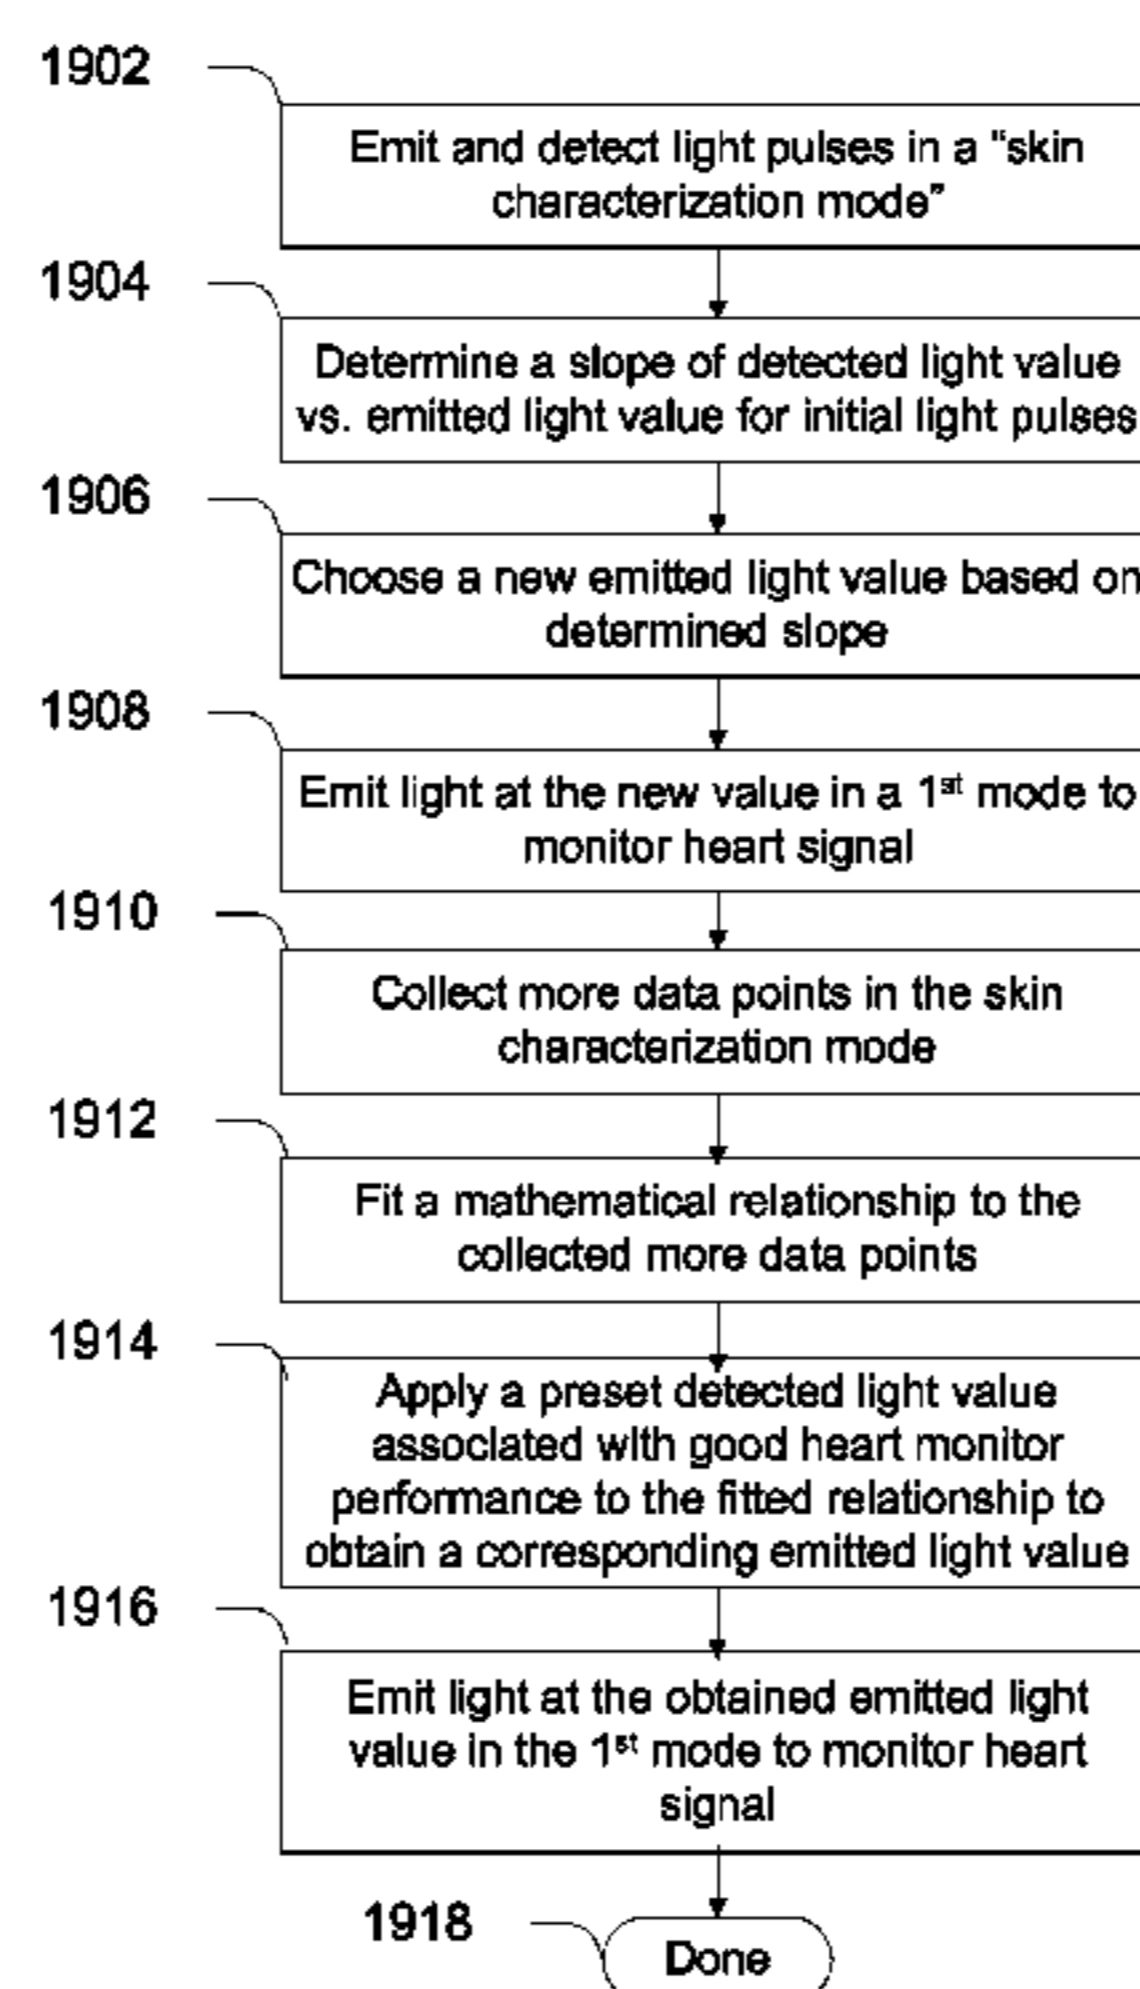 1902
Emit and detect light pulses in a “skin
characterization mode”
1904
Determine a slope of detected light value
vs. emitted light value for initial light pulses
1906
Choose a new emitted light value based on
determined slope
1908
Emit light at the new value in a 1st mode to
monitor heart signal
1910
Collect more data points in the skin
characterization mode
1912
Fit a mathematical relationship to the
collected more data points
1914
Apply a preset detected light value
associated with good heart monitor
performance to the fitted relationship to
obtain a corresponding emitted light value
1916
Emit light at the obtained emitted light
value in the 1st mode to monitor heart
signal
1918
Done